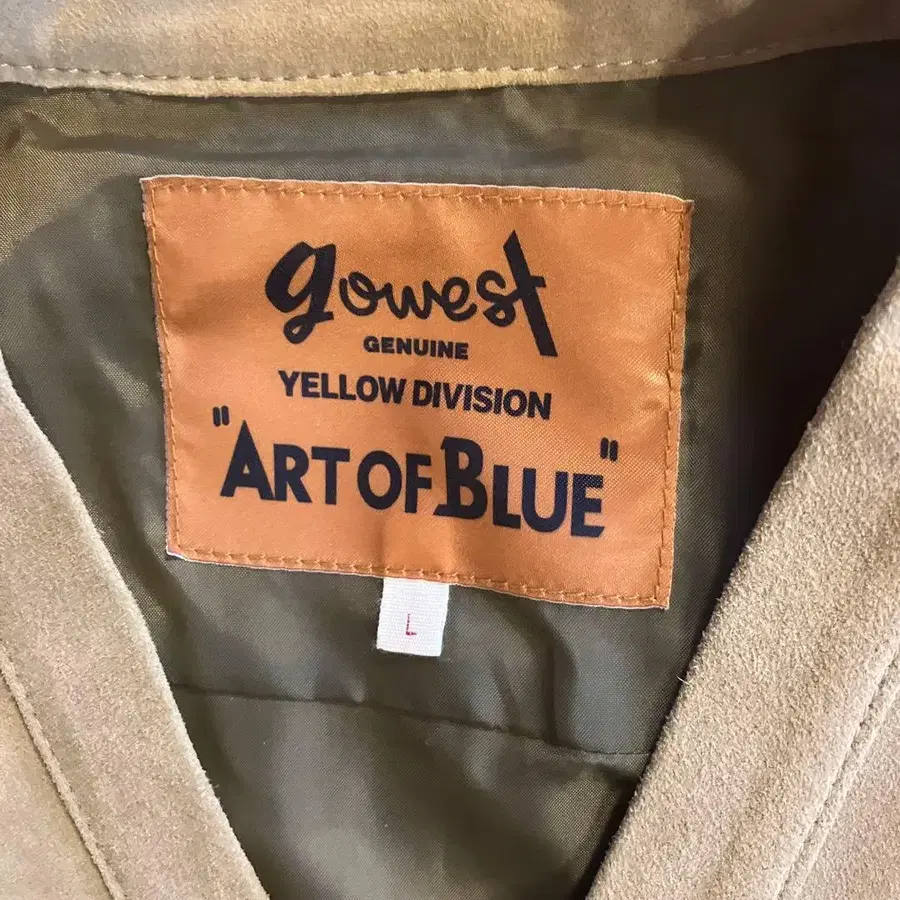 gowest
GENUINE
YELLOW DIVISION
"ART OF BLUE"
L